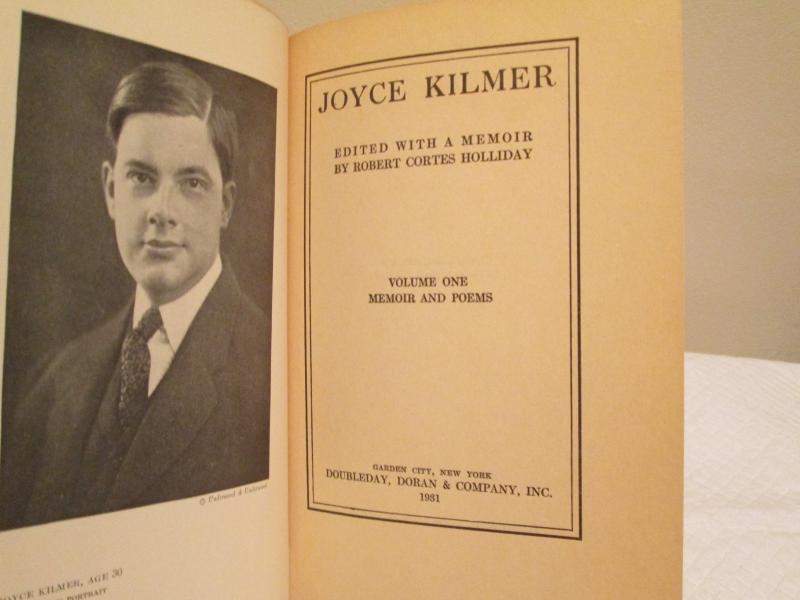 © Underwood & Underwood
JOYCE KILMER, AGE 30
PORTRAIT
JOYCE KILMER
EDITED WITH A MEMOIR
BY ROBERT CORTES HOLLIDAY
VOLUME ONE
MEMOIR AND POEMS
GARDEN CITY, NEW YORK
DOUBLEDAY, DORAN & COMPANY, INC.
1931